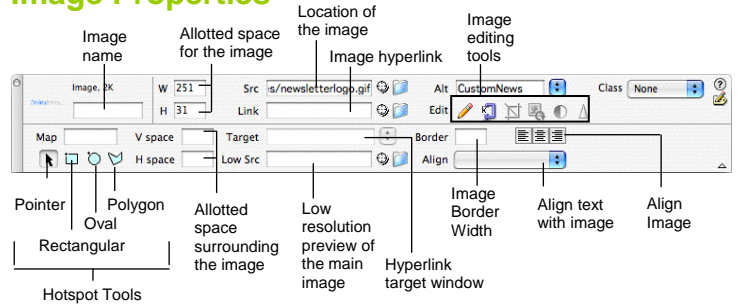 Image Properties
Location of
the image
Image
name
Allotted space
for the image
Image hyperlink
Image
editing
tools
Image, 2K
W 251
Src es/newsletterlogo.gif
Alt CustomNews
Class None
H 31
Link
Edit
Map
V space
Target
Border
H space
Low Src
Align
Pointer
Polygon
Oval
Rectangular
Hotspot Tools
Allotted
space
surrounding
the image
Low
resolution
preview of
the main
image
Hyperlink
target window
Image
Border
Width
Align text
with image
Align
Image